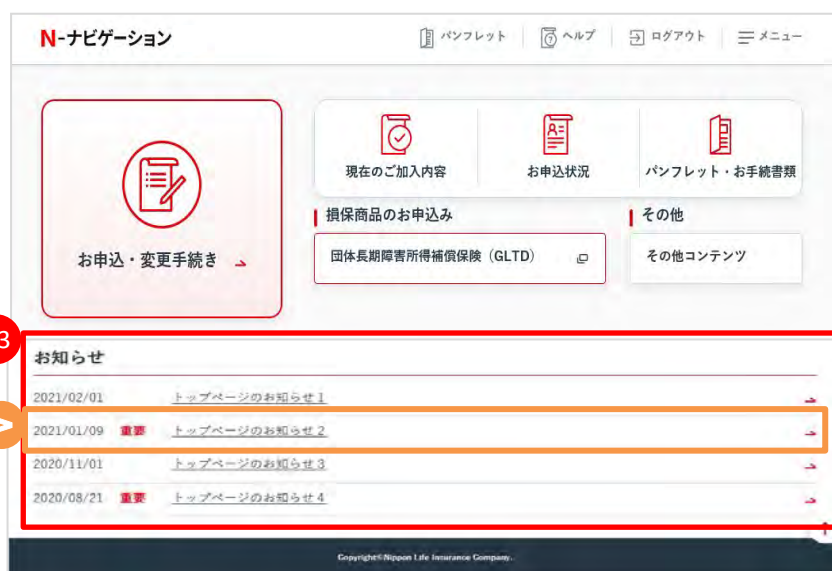 N-ナビゲーション
パンフレット ヘルプ ログアウト メニュー
お申込・変更手続き
現在のご加入内容 お申込状況 パンフレット・お手続書類
損保商品のお申込み
団体長期障害所得補償保険（GLTD）
その他
その他コンテンツ
3
お知らせ
2021/02/01 トップページのお知らせ1
2021/01/09 重要 トップページのお知らせ2
2020/11/01 トップページのお知らせ3
2020/08/21 重要 トップページのお知らせ4
Copyright©Nippon Life Insurance Company.